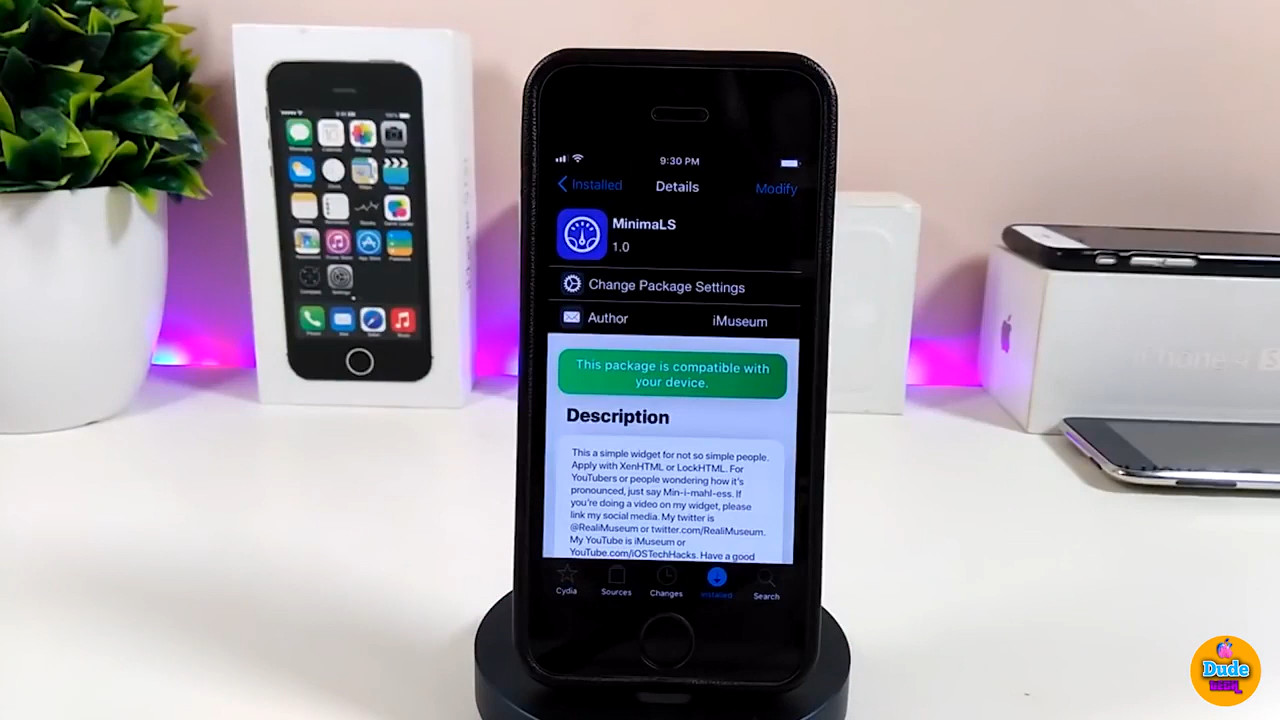 9:30 PM
Installed
Details
Modify
MinimaLS
1.0
Change Package Settings
Author
iMuseum
This package is compatible with
your device.
Description
This a simple widget for not so simple people.
Apply with XenHTML or LockHTML. For
YouTubers or people wondering how it's
pronounced, just say Min-i-mahl-ess. If
you're doing a video on my widget, please
link my social media. My twitter is
@RealiMuseum or twitter.com/RealiMuseum.
My YouTube is iMuseum or
YouTube.com/iOSTechHacks. Have a good
Cydia
Sources
Changes
Installed
Search
iPhone 4S
Dude